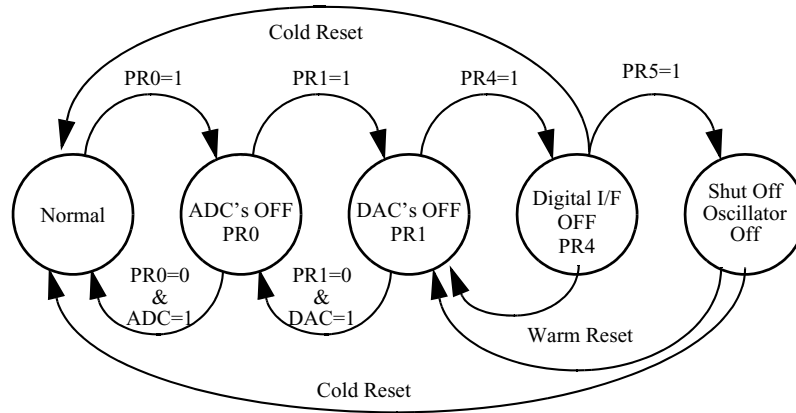 Cold Reset
PR0=1
PR1=1
PR4=1
PR5=1
Normal
ADC's OFF
PR0
DAC's OFF
PR1
Digital I/F
OFF
PR4
Shut Off
Oscillator
Off
PR0=0
&
ADC=1
PR1=0
&
DAC=1
Warm Reset
Cold Reset